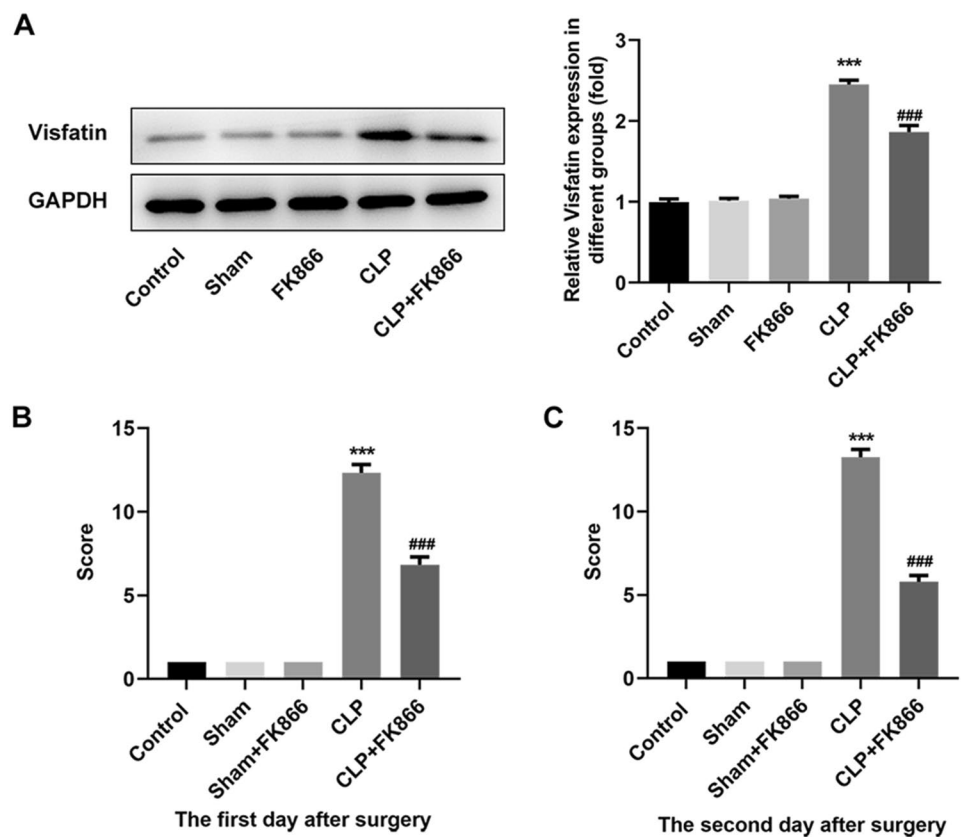 A
Visfatin
GAPDH
Control
Sham
FK866
CLP
CLP+FK866
Relative Visfatin expression in
different groups (fold)
3
2
1
0
***
###
Control
Sham
FK866
CLP
CLP+FK866
B
Score
15
10
5
0
***
###
Control
Sham
Sham+FK866
CLP
CLP+FK866
The first day after surgery
C
Score
15
10
5
0
***
###
Control
Sham
Sham+FK866
CLP
CLP+FK866
The second day after surgery